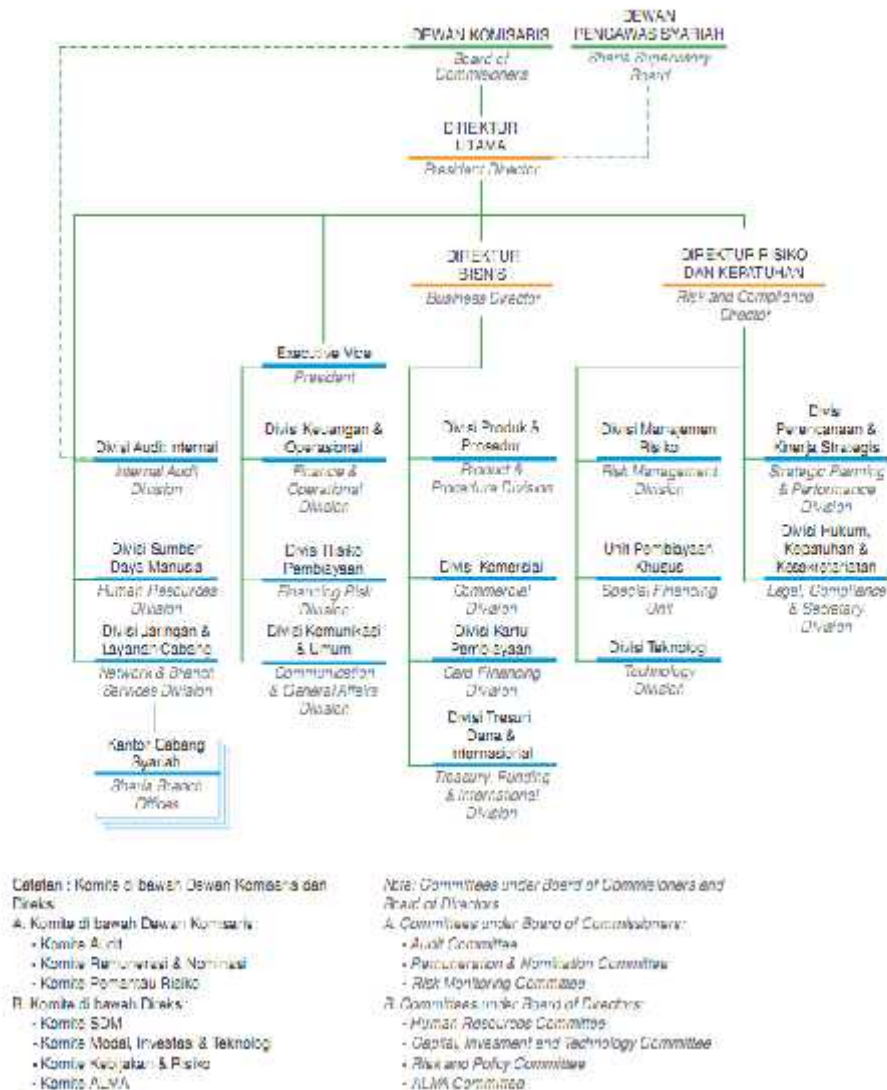 DEWAN KOMISARIS
Board of
Commisioners
DEWAN
PENGAWAS SYARIAH
Sharia Supervisory
Board
DIREKTUR
UTAMA
President Director
DIREKTUR
BISNIS
Business Director
DIREKTUR RISIKO
DAN KEPATUHAN
Risk and Compliance
Director
Executive Vice
President
Divisi Audit Internal
Internal Audit
Division
Divisi Keuangan &
Operasional
Finance &
Operational
Division
Divisi Produk &
Prosedur
Product &
Procedure Division
Divisi Manajemen
Risiko
Risk Management
Division
Divisi
Perencanaan &
Kinerja Strategis
Strategic Planning
& Performance
Division
Divisi Sumber
Daya Manusia
Human Resources
Division
Divisi Risiko
Pembiayaan
Financing Risk
Division
Divisi Komersial
Commercial
Division
Unit Pembiayaan
Khusus
Special Financing
Unit
Divisi Hukum,
Kepatuhan &
Kesekretariatan
Legal, Compliance
& Secretary
Division
Divisi Jaringan &
Layanan Cabang
Network & Branch
Services Division
Divisi Komunikasi
& Umum
Communication
& General Affairs
Division
Divisi Kartu
Pembiayaan
Card Financing
Division
Divisi Teknologi
Technology
Division
Kantor Cabang
Syariah
Sharia Branch
Offices
Divisi Tresuri
Dana &
Internasional
Treasury, Funding
& International
Division
Catatan : Komite di bawah Dewan Komisaris dan
Direksi
A. Komite di bawah Dewan Komisaris:
- Komite Audit
- Komite Remunerasi & Nominasi
- Komite Pemantau Risiko
B. Komite di bawah Direksi:
- Komite SDM
- Komite Modal, Investasi & Teknologi
- Komite Kebijakan & Risiko
- Komite ALMA
Note: Committees under Board of Commisioners and
Board of Directors
A. Committees under Board of Commissioners:
- Audit Committee
- Remuneration & Nomination Committee
- Risk Monitoring Committee
B. Committees under Board of Directors:
- Human Resources Committee
- Capital, Invesment and Technology Committee
- Risk and Policy Committee
- ALMA Committee